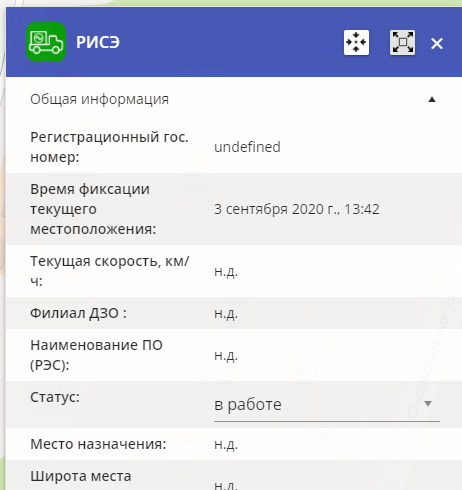 РИСЭ
Общая информация
Регистрационный гос.
номер:
undefined
Время фиксации
текущего
местоположения:
3 сентября 2020 г., 13:42
Текущая скорость, км/
ч:
н.д.
Филиал ДЗО :
н.д.
Наименование ПО
(РЭС):
н.д.
Статус:
в работе
Место назначения:
н.д.
Широта места
н.д.